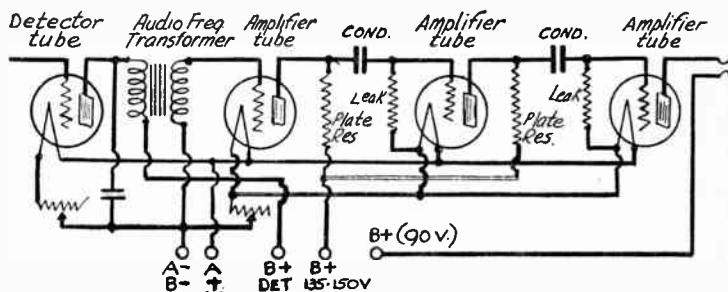 Detector tube
Audio Freq Transformer
Amplifier tube
COND.
Amplifier tube
COND.
Amplifier tube
Leak
Plate Res
Leak
Plate Res.
B+ (90 V.)
A- B-
A +
B+ DET
B+ 135-150V